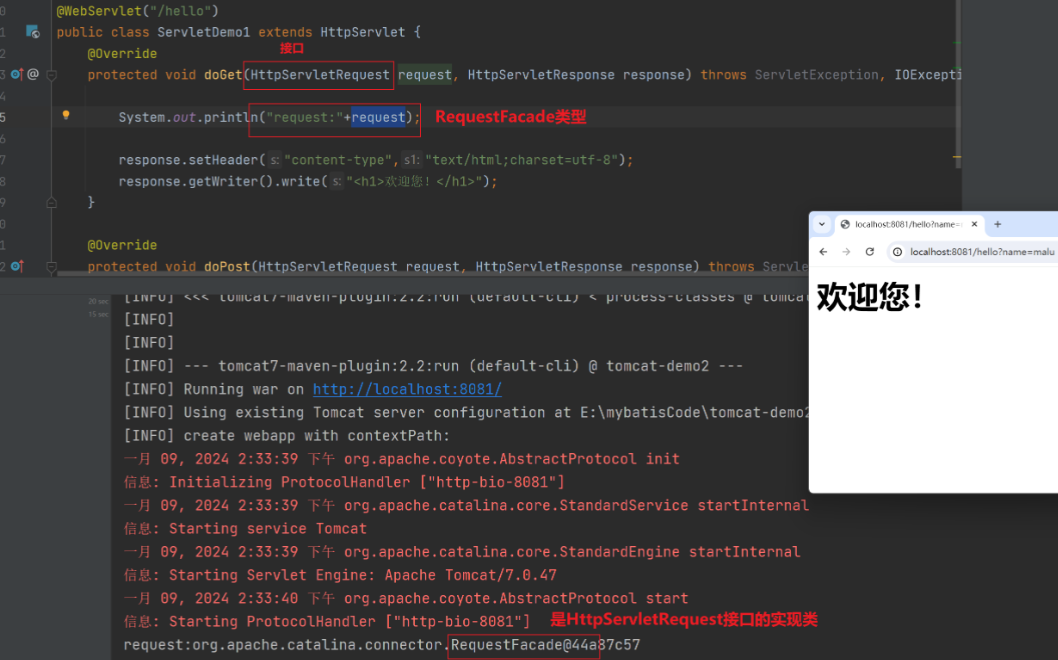 @WebServlet("/hello")
public class ServletDemo1 extends HttpServlet {
接口
@Override
protected void doGet(HttpServletRequest request, HttpServletResponse response) throws ServletException, IOExcepti
System.out.println("request:"+request); RequestFacade类型
response.setHeader( s: "content-type", s1: "text/html;charset=utf-8");
response.getWriter().write( s: "<h1>欢迎您！</h1>");
}
@Override
protected void doPost(HttpServletRequest request, HttpServletResponse response) throws Servle
localhost:8081/hello?name=
localhost:8081/hello?name=malu
欢迎您！
20 sec
15 sec
[INFO] <<< tomcat7-maven-plugin:2.2:run (default-cli) < process-classes @ tomcat
[INFO]
[INFO]
[INFO] --- tomcat7-maven-plugin:2.2:run (default-cli) @ tomcat-demo2 ---
[INFO] Running war on http://localhost:8081/
[INFO] Using existing Tomcat server configuration at E:\mybatisCode\tomcat-demo2
[INFO] create webapp with contextPath:
一月 09, 2024 2:33:39 下午 org.apache.coyote.AbstractProtocol init
信息: Initializing ProtocolHandler ["http-bio-8081"]
一月 09, 2024 2:33:39 下午 org.apache.catalina.core.StandardService startInternal
信息: Starting service Tomcat
一月 09, 2024 2:33:39 下午 org.apache.catalina.core.StandardEngine startInternal
信息: Starting Servlet Engine: Apache Tomcat/7.0.47
一月 09, 2024 2:33:40 下午 org.apache.coyote.AbstractProtocol start
信息: Starting ProtocolHandler ["http-bio-8081"] 是HttpServletRequest接口的实现类
request:org.apache.catalina.connector.RequestFacade@44a87c57